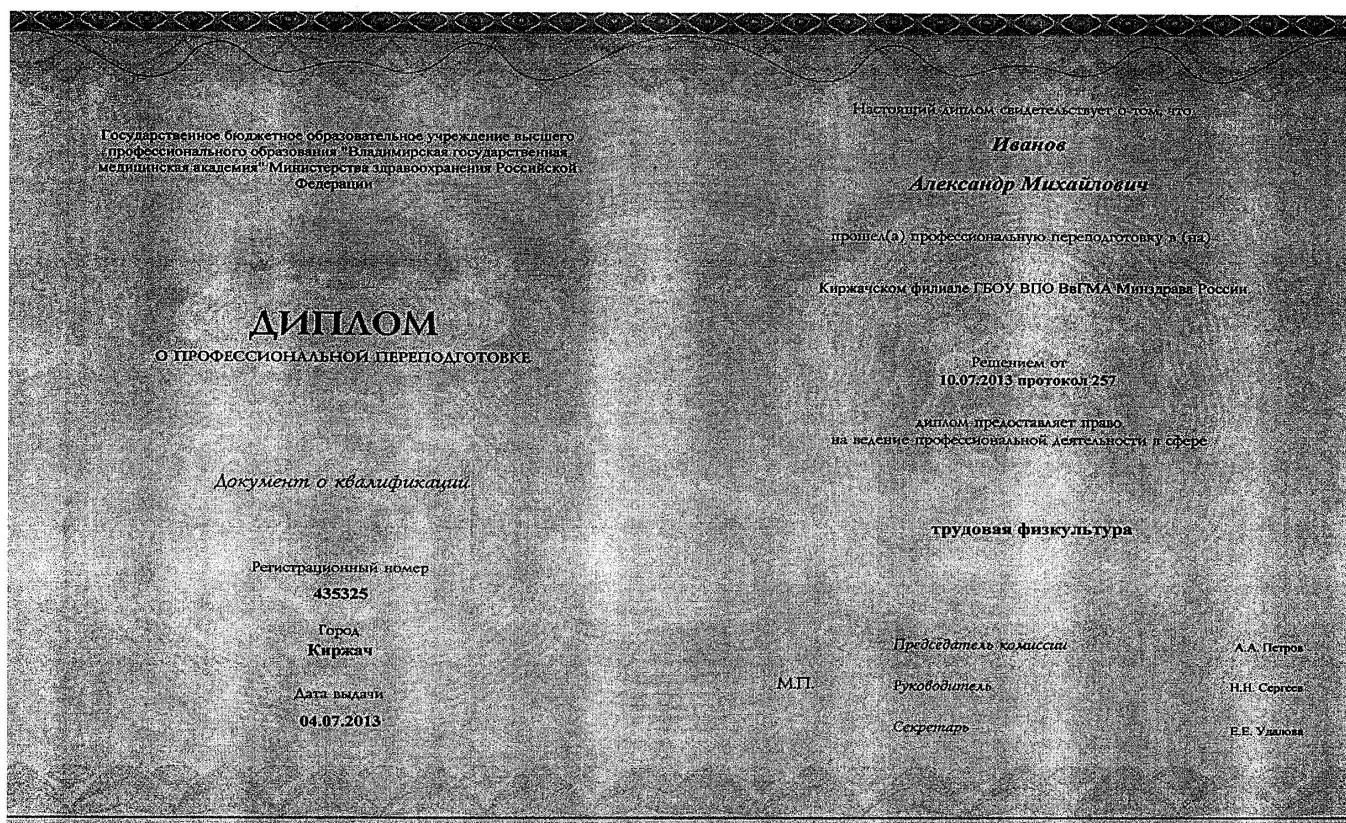 Государственное бюджетное образовательное учреждение высшего
профессионального образования "Владимирская государственная
медицинская академия" Министерства здравоохранения Российской
Федерации
ДИПЛОМ
О ПРОФЕССИОНАЛЬНОЙ ПЕРЕПОДГОТОВКЕ
Документ о квалификации
Регистрационный номер
435325
Город
Киржач
Дата выдачи
04.07.2013
Настоящий диплом свидетельствует о том, что
Иванов
Александр Михайлович
прошел(а) профессиональную переподготовку в (на)
Киржачском филиале ГБОУ ВПО ВвГМА Минздрава России
Решением от
10.07.2013 протокол 257
диплом предоставляет право
на ведение профессиональной деятельности в сфере
трудовая физкультура
Председатель комиссии А.А. Петров
М.П. Руководитель Н.Н. Сергеев
Секретарь Е.Е. Удалова